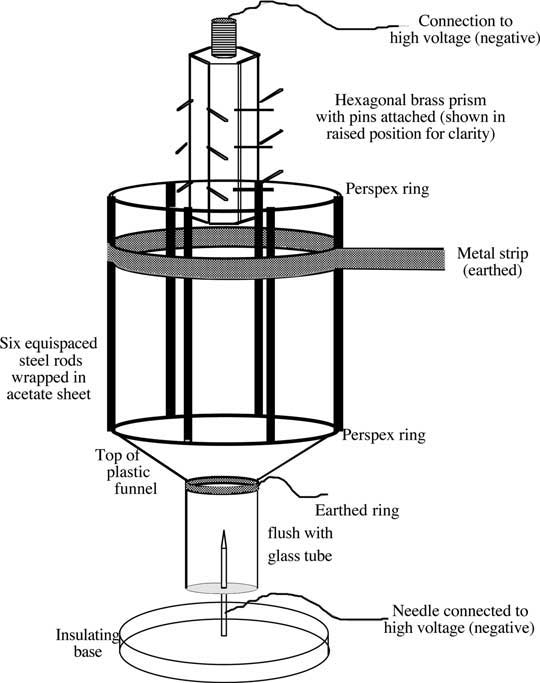 Connection to
high voltage (negative)
Hexagonal brass prism
with pins attached (shown in
raised position for clarity)
Perspex ring
Metal strip
(earthed)
Six equispaced
steel rods
wrapped in
acetate sheet
Perspex ring
Top of
plastic
funnel
Earthed ring
flush with
glass tube
Needle connected to
high voltage (negative)
Insulating
base